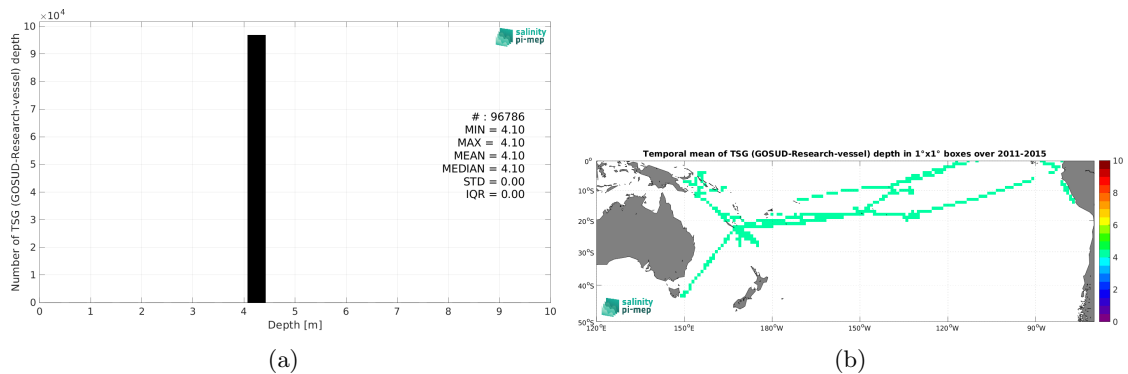 ×10⁴
10
9
8
7
6
5
4
3
2
1
0
Number of TSG (GOSUD-Research-vessel) depth
salinity
pi-mep
# : 96786
MIN = 4.10
MAX = 4.10
MEAN = 4.10
MEDIAN = 4.10
STD = 0.00
IQR = 0.00
0 1 2 3 4 5 6 7 8 9 10
Depth [m]
(a)
Temporal mean of TSG (GOSUD-Research-vessel) depth in 1°x1° boxes over 2011-2015
0°
10°S
20°S
30°S
40°S
50°S
120°E 150°E 180°W 150°W 120°W 90°W
salinity
pi-mep
10
8
6
4
2
0
(b)